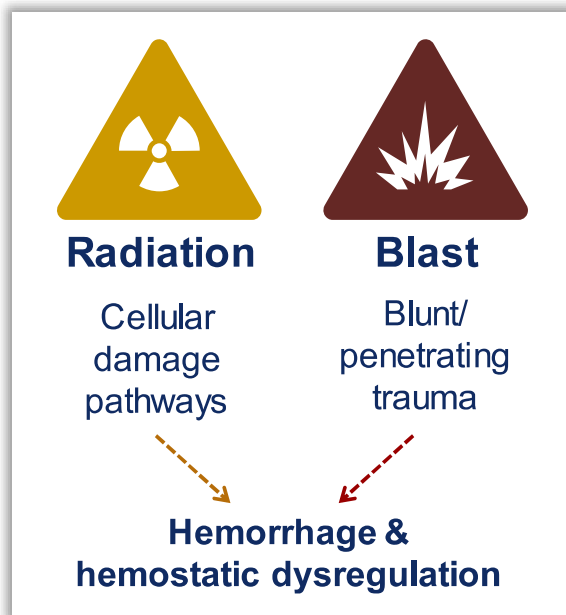 Radiation
Cellular
damage
pathways
Blast
Blunt/
penetrating
trauma
Hemorrhage &
hemostatic dysregulation